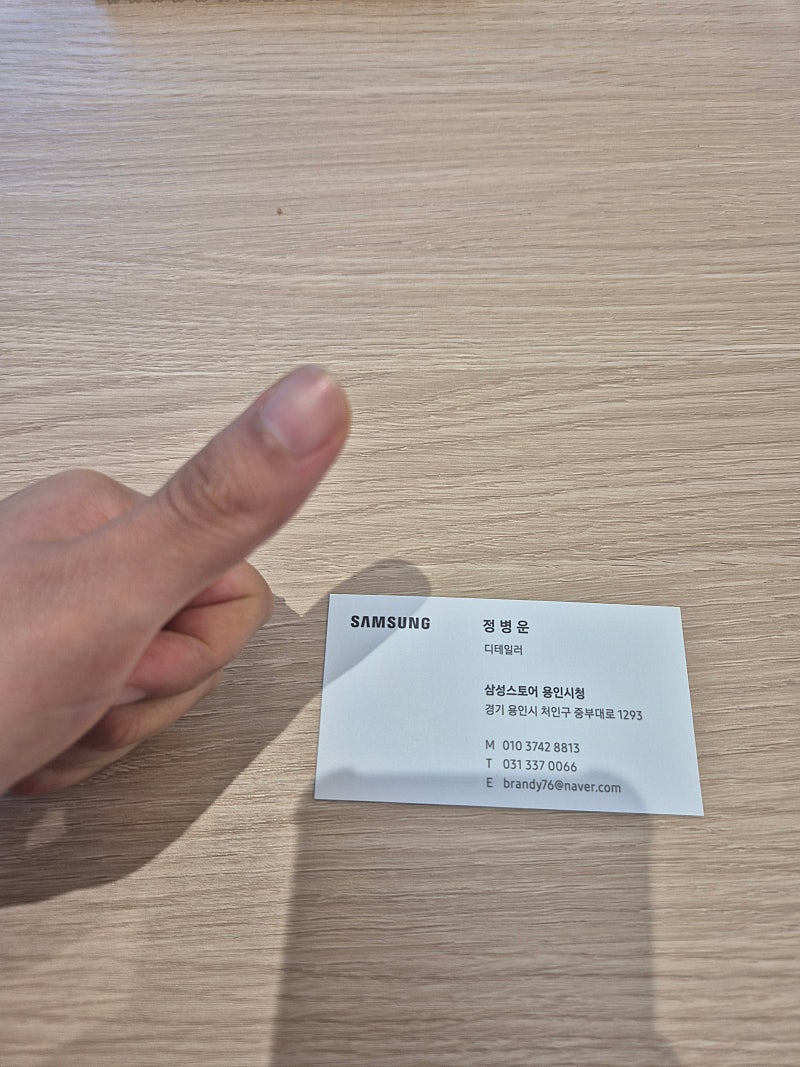 SAMSUNG
정병운
디테일러
삼성스토어 용인시청
경기 용인시 처인구 중부대로 1293
M 010 3742 8813
T 031 337 0066
E brandy76@naver.com